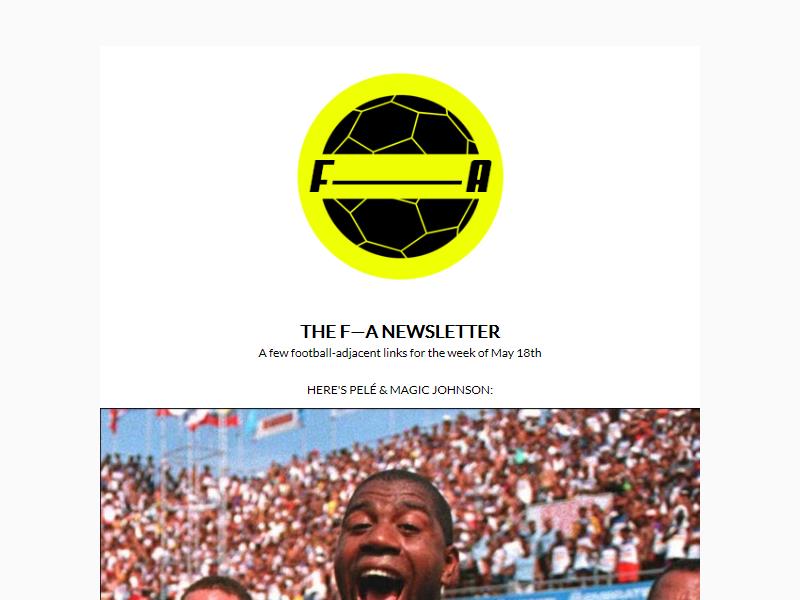 F——A
THE F—A NEWSLETTER
A few football-adjacent links for the week of May 18th
HERE'S PELÉ & MAGIC JOHNSON: